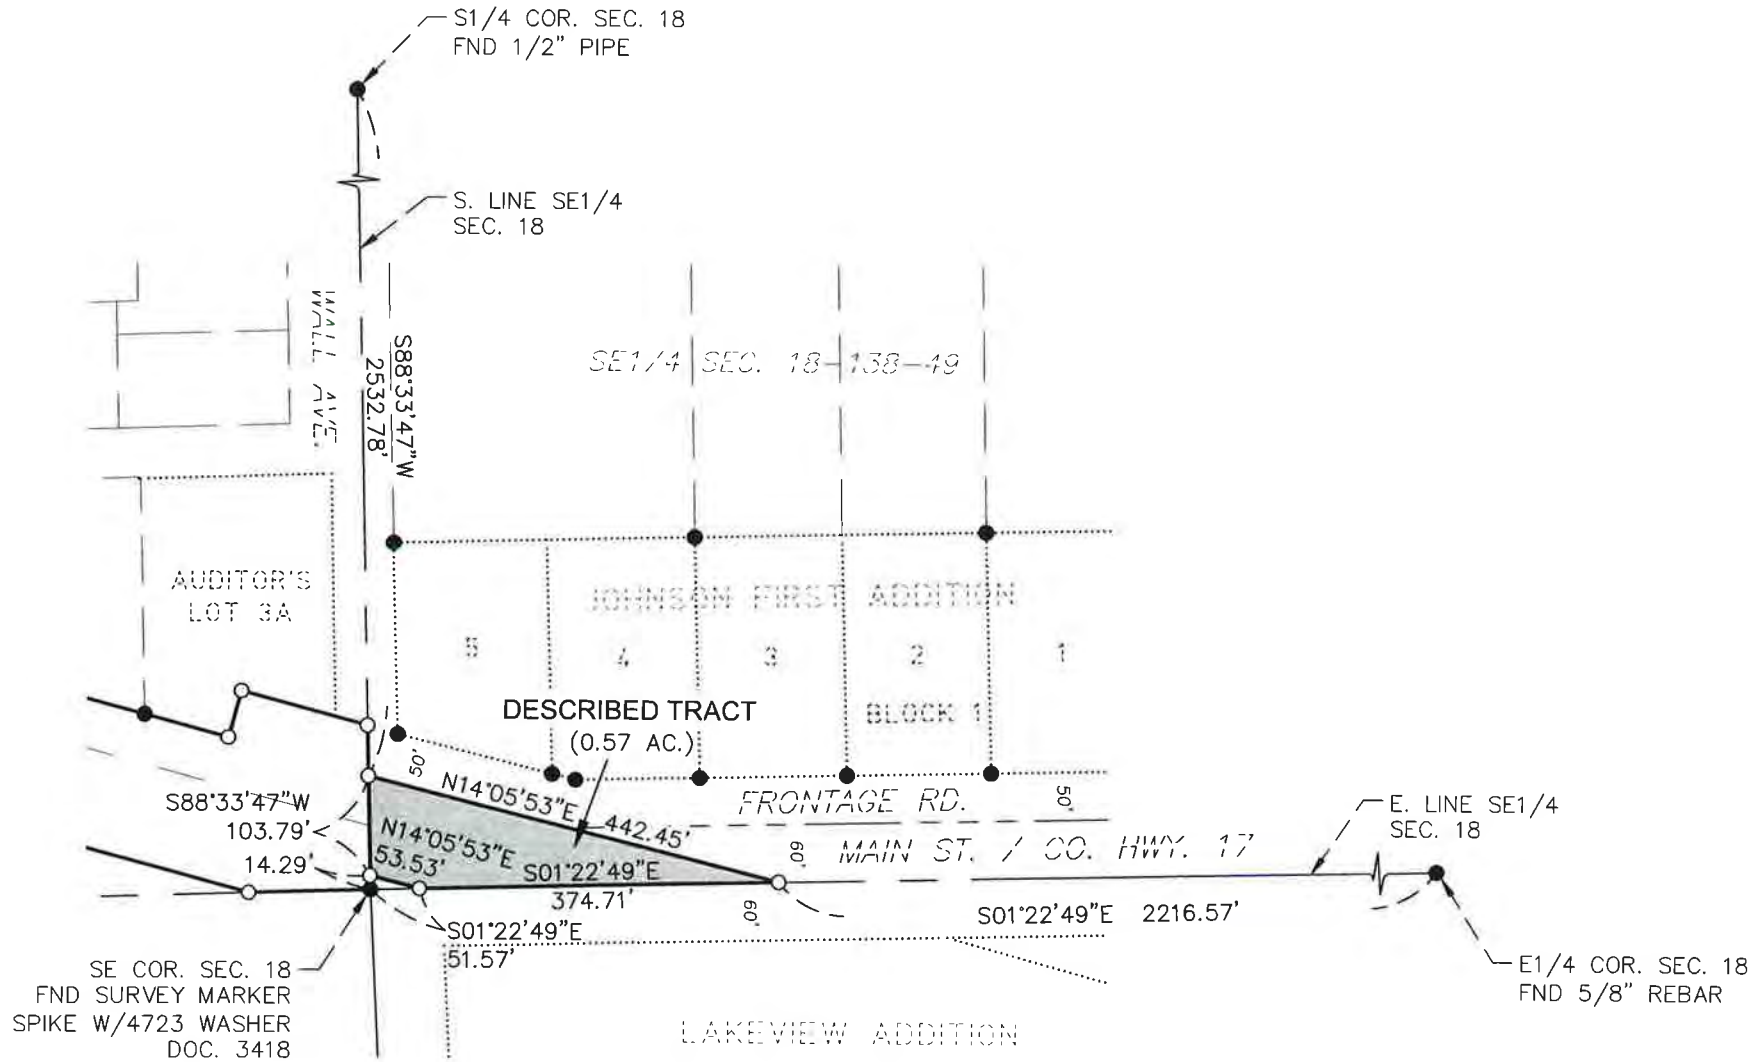 S1/4 COR. SEC. 18
FND 1/2" PIPE
S. LINE SE1/4
SEC. 18
WALL AVE.
S88°33'47"W
2532.78'
SE1/4 SEC. 18-138-49
AUDITOR'S
LOT 3A
JOHNSON FIRST ADDITION
5
4
3
2
1
BLOCK 1
DESCRIBED TRACT
(0.57 AC.)
50'
N14°05'53"E 442.45'
FRONTAGE RD.
50'
S88°33'47"W
103.79'
14.29'
N14°05'53"E
53.53'
S01°22'49"E
374.71'
60'
MAIN ST. / CO. HWY. 17
E. LINE SE1/4
SEC. 18
60'
S01°22'49"E 2216.57'
S01°22'49"E
51.57'
SE COR. SEC. 18
FND SURVEY MARKER
SPIKE W/4723 WASHER
DOC. 3418
E1/4 COR. SEC. 18
FND 5/8" REBAR
LAKEVIEW ADDITION